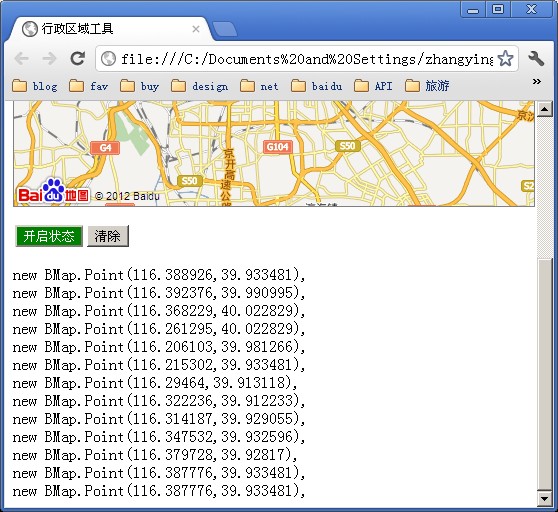 行政区域工具
file:///C:/Documents%20and%20Settings/zhangying
blog fav buy design net baidu API 旅游 »
G4
京开高速公路
G104
S50
S50
Bai du 地图 © 2012 Baidu
开启状态 清除
new BMap.Point(116.388926,39.933481),
new BMap.Point(116.392376,39.990995),
new BMap.Point(116.368229,40.022829),
new BMap.Point(116.261295,40.022829),
new BMap.Point(116.206103,39.981266),
new BMap.Point(116.215302,39.933481),
new BMap.Point(116.29464,39.913118),
new BMap.Point(116.322236,39.912233),
new BMap.Point(116.314187,39.929055),
new BMap.Point(116.347532,39.932596),
new BMap.Point(116.379728,39.92817),
new BMap.Point(116.387776,39.933481),
new BMap.Point(116.387776,39.933481),